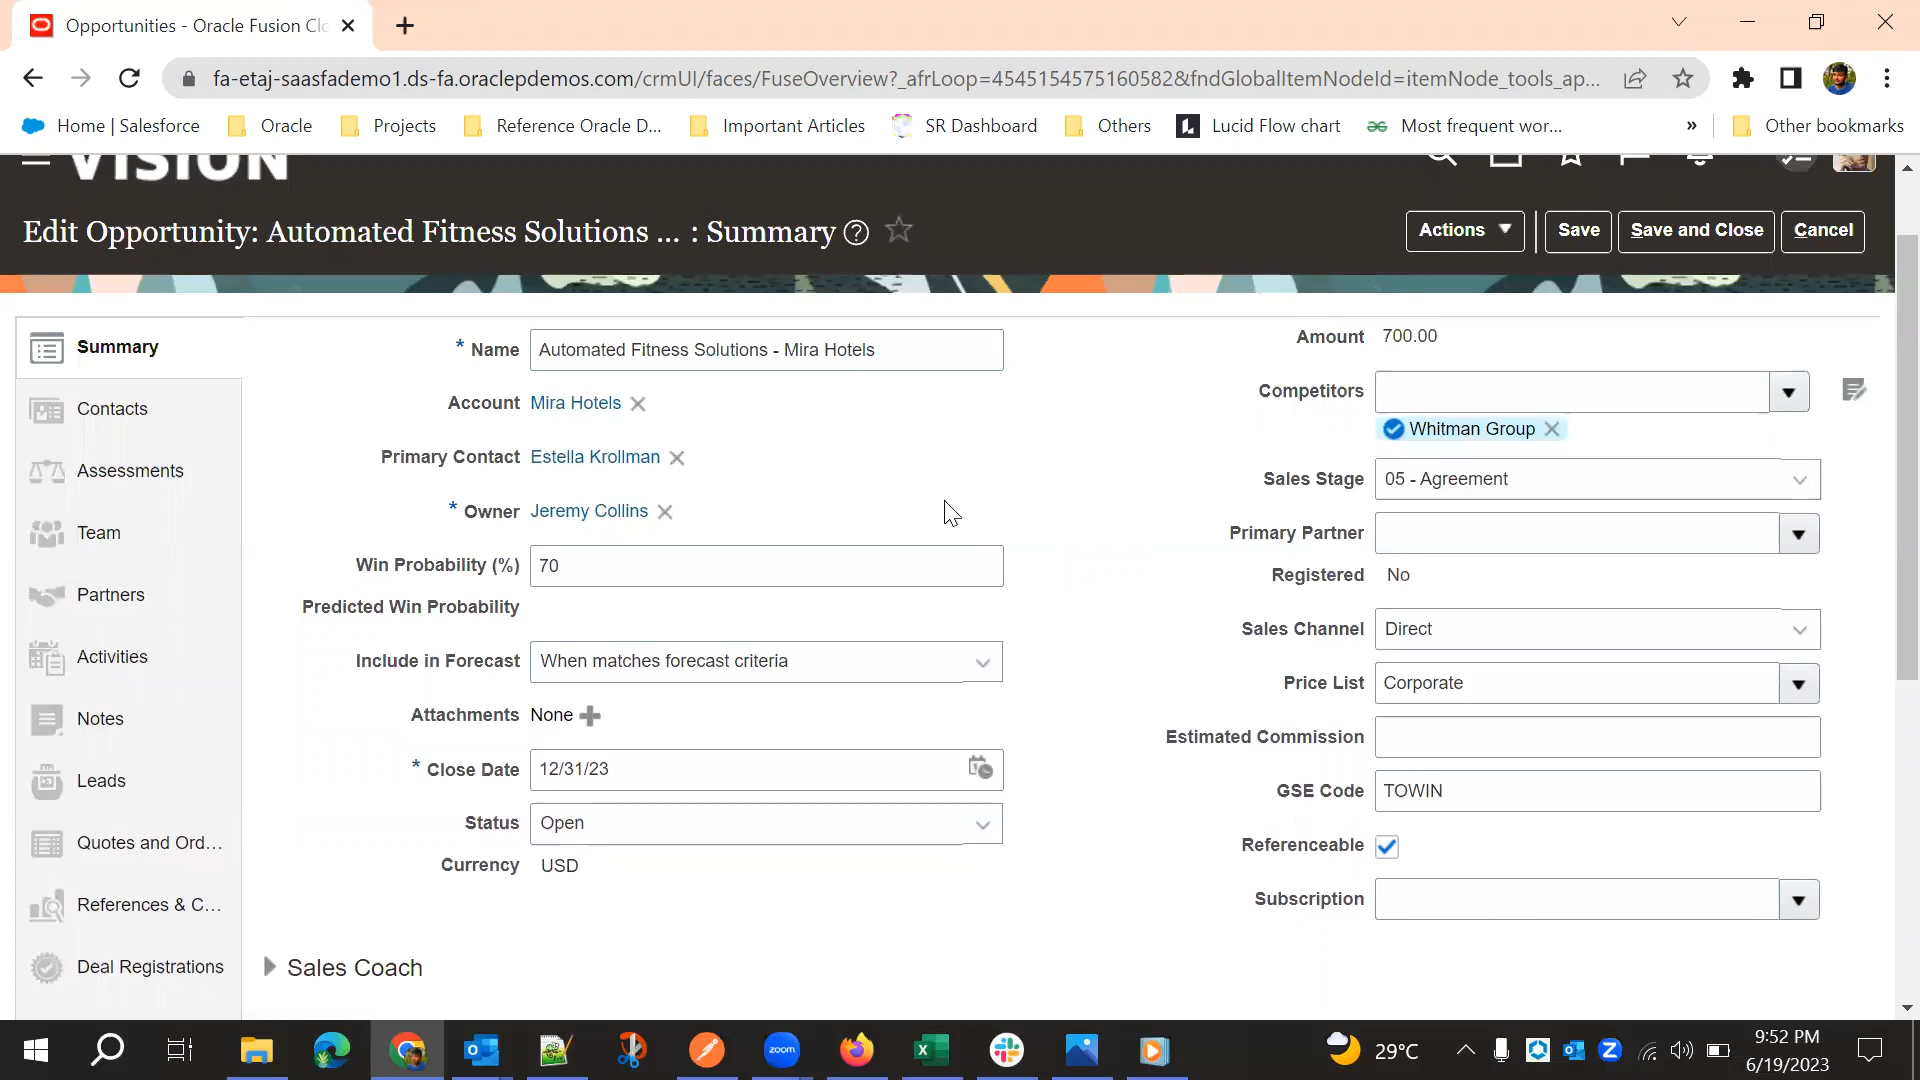 Opportunities - Oracle Fusion Clo
fa-etaj-saasfademo1.ds-fa.oraclepdemos.com/crmUI/faces/FuseOverview?_afrLoop=4545154575160582&fndGlobalItemNodeId=itemNode_tools_ap...
Home | Salesforce Oracle Projects Reference Oracle D... Important Articles SR Dashboard Others Lucid Flow chart Most frequent wor... » Other bookmarks
VISION
Edit Opportunity: Automated Fitness Solutions ... : Summary ?
Actions Save Save and Close Cancel
Summary
Contacts
Assessments
Team
Partners
Activities
Notes
Leads
Quotes and Ord...
References & C...
Deal Registrations
* Name Automated Fitness Solutions - Mira Hotels
Account Mira Hotels
Primary Contact Estella Krollman
* Owner Jeremy Collins
Win Probability (%) 70
Predicted Win Probability
Include in Forecast When matches forecast criteria
Attachments None
* Close Date 12/31/23
Status Open
Currency USD
Amount 700.00
Competitors
Whitman Group
Sales Stage 05 - Agreement
Primary Partner
Registered No
Sales Channel Direct
Price List Corporate
Estimated Commission
GSE Code TOWIN
Referenceable
Subscription
Sales Coach
zoom
29°C
9:52 PM
6/19/2023